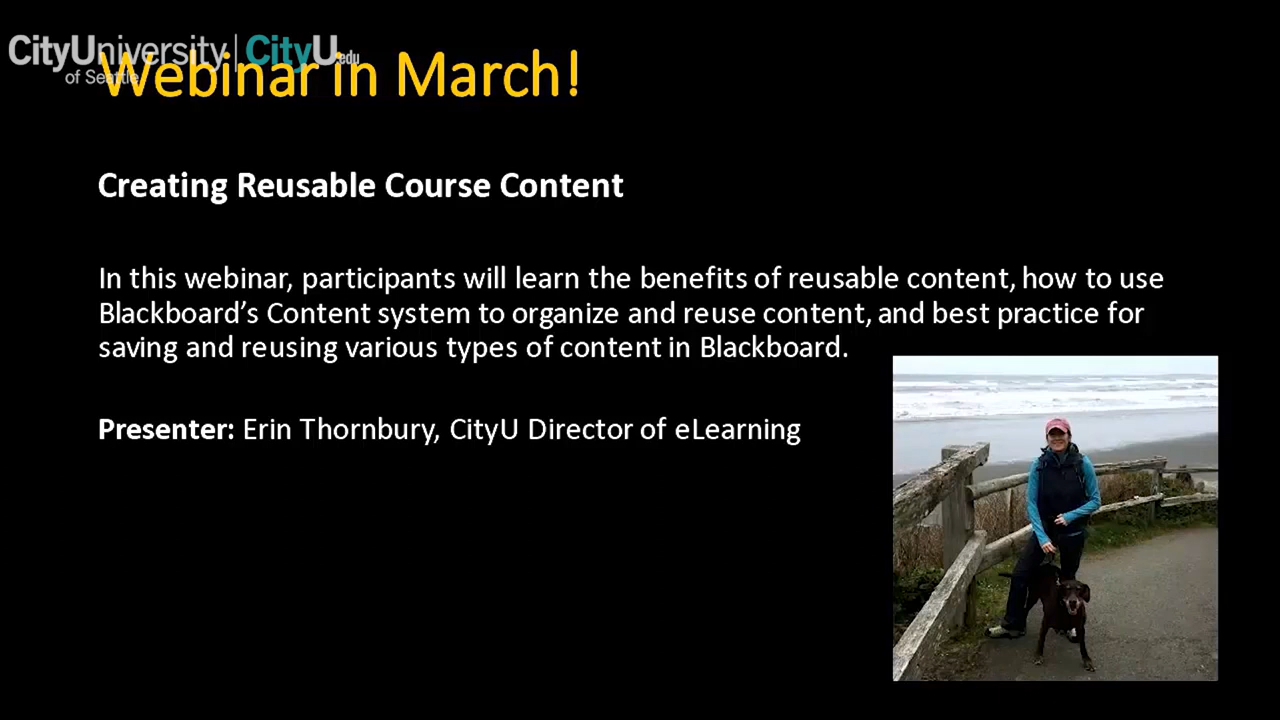 CityUniversity | CityU.edu
of Seattle
Webinar in March!
Creating Reusable Course Content
In this webinar, participants will learn the benefits of reusable content, how to use
Blackboard’s Content system to organize and reuse content, and best practice for
saving and reusing various types of content in Blackboard.
Presenter: Erin Thornbury, CityU Director of eLearning